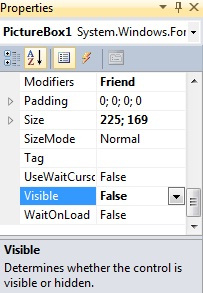 Properties
PictureBox1 System.Windows.For
Modifiers Friend
Padding 0; 0; 0; 0
Size 225; 169
SizeMode Normal
Tag
UseWaitCurso False
Visible False
WaitOnLoad False
Visible
Determines whether the control is
visible or hidden.